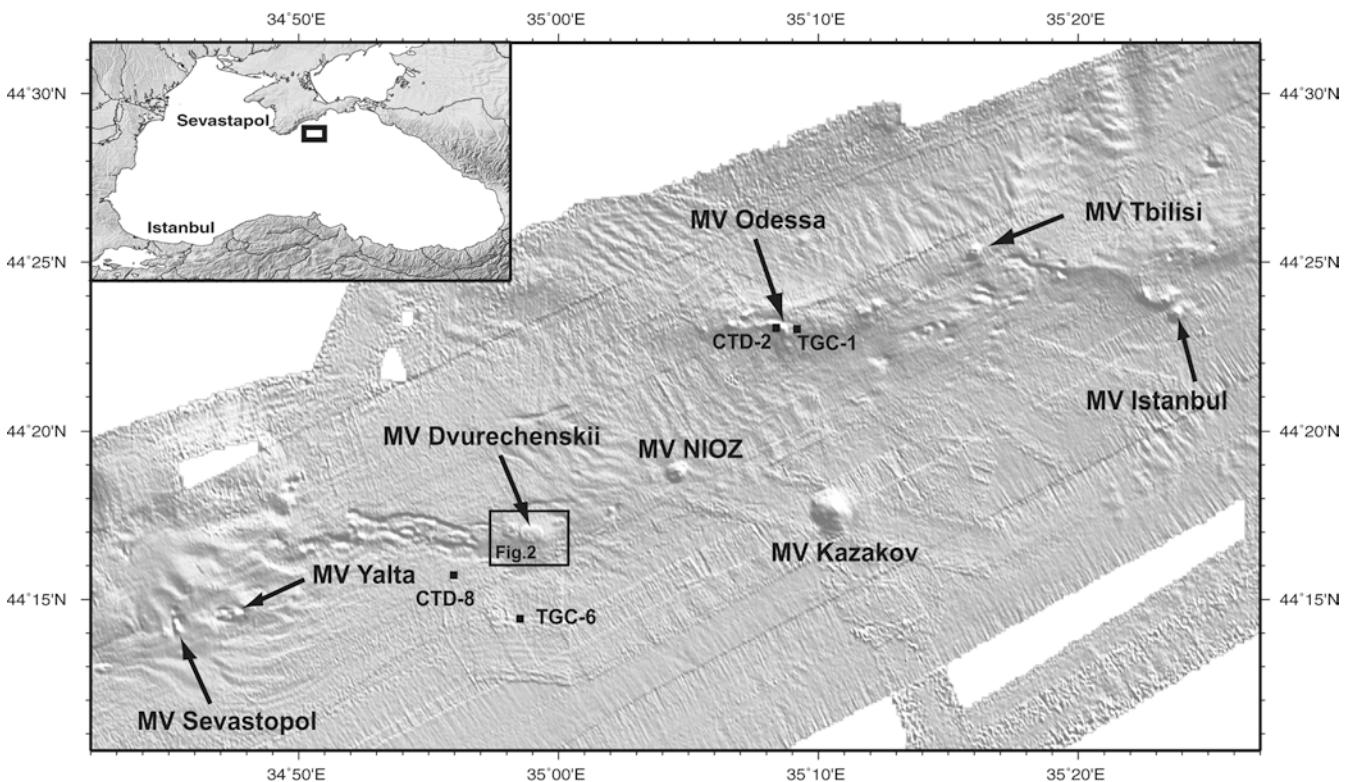 34˚50'E 35˚00'E 35˚10'E 35˚20'E
44˚30'N 44˚30'N
Sevastapol
Istanbul
MV Odessa
MV Tbilisi
44˚25'N 44˚25'N
CTD-2 TGC-1
MV Istanbul
44˚20'N 44˚20'N
MV Dvurechenskii
MV NIOZ
Fig.2
MV Kazakov
MV Yalta
CTD-8
44˚15'N 44˚15'N
TGC-6
MV Sevastopol
34˚50'E 35˚00'E 35˚10'E 35˚20'E